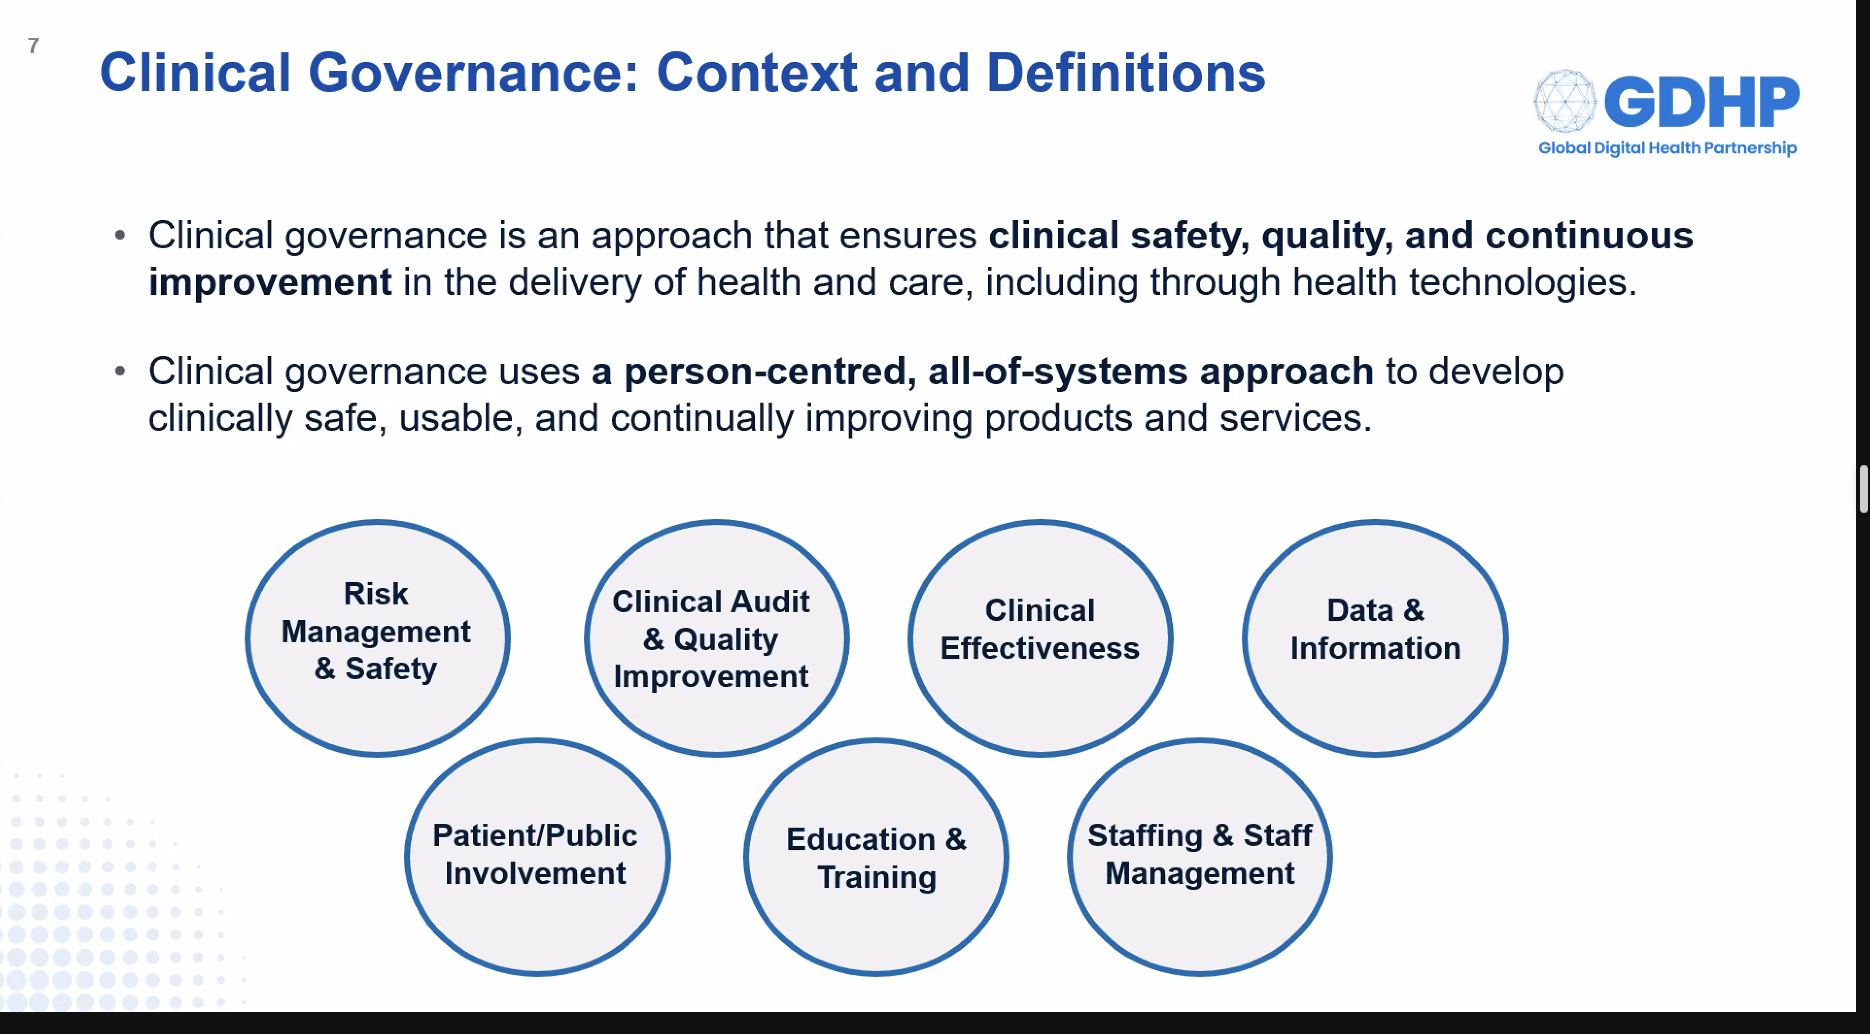 7
Clinical Governance: Context and Definitions
GDHP
Global Digital Health Partnership
• Clinical governance is an approach that ensures clinical safety, quality, and continuous
improvement in the delivery of health and care, including through health technologies.
• Clinical governance uses a person-centred, all-of-systems approach to develop
clinically safe, usable, and continually improving products and services.
Risk
Management
& Safety
Clinical Audit
& Quality
Improvement
Clinical
Effectiveness
Data &
Information
Patient/Public
Involvement
Education &
Training
Staffing & Staff
Management